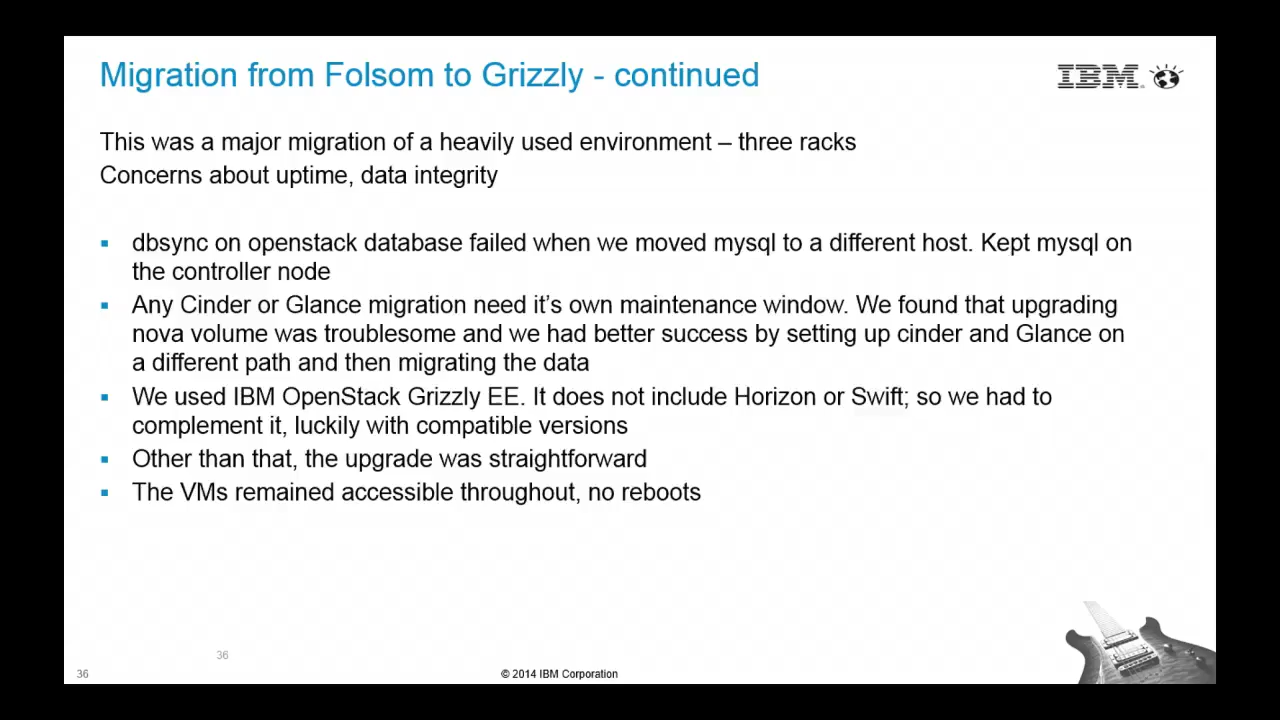 Migration from Folsom to Grizzly - continued
IBM
This was a major migration of a heavily used environment – three racks
Concerns about uptime, data integrity
dbsync on openstack database failed when we moved mysql to a different host. Kept mysql on
the controller node
Any Cinder or Glance migration need it’s own maintenance window. We found that upgrading
nova volume was troublesome and we had better success by setting up cinder and Glance on
a different path and then migrating the data
We used IBM OpenStack Grizzly EE. It does not include Horizon or Swift; so we had to
complement it, luckily with compatible versions
Other than that, the upgrade was straightforward
The VMs remained accessible throughout, no reboots
36
36
© 2014 IBM Corporation